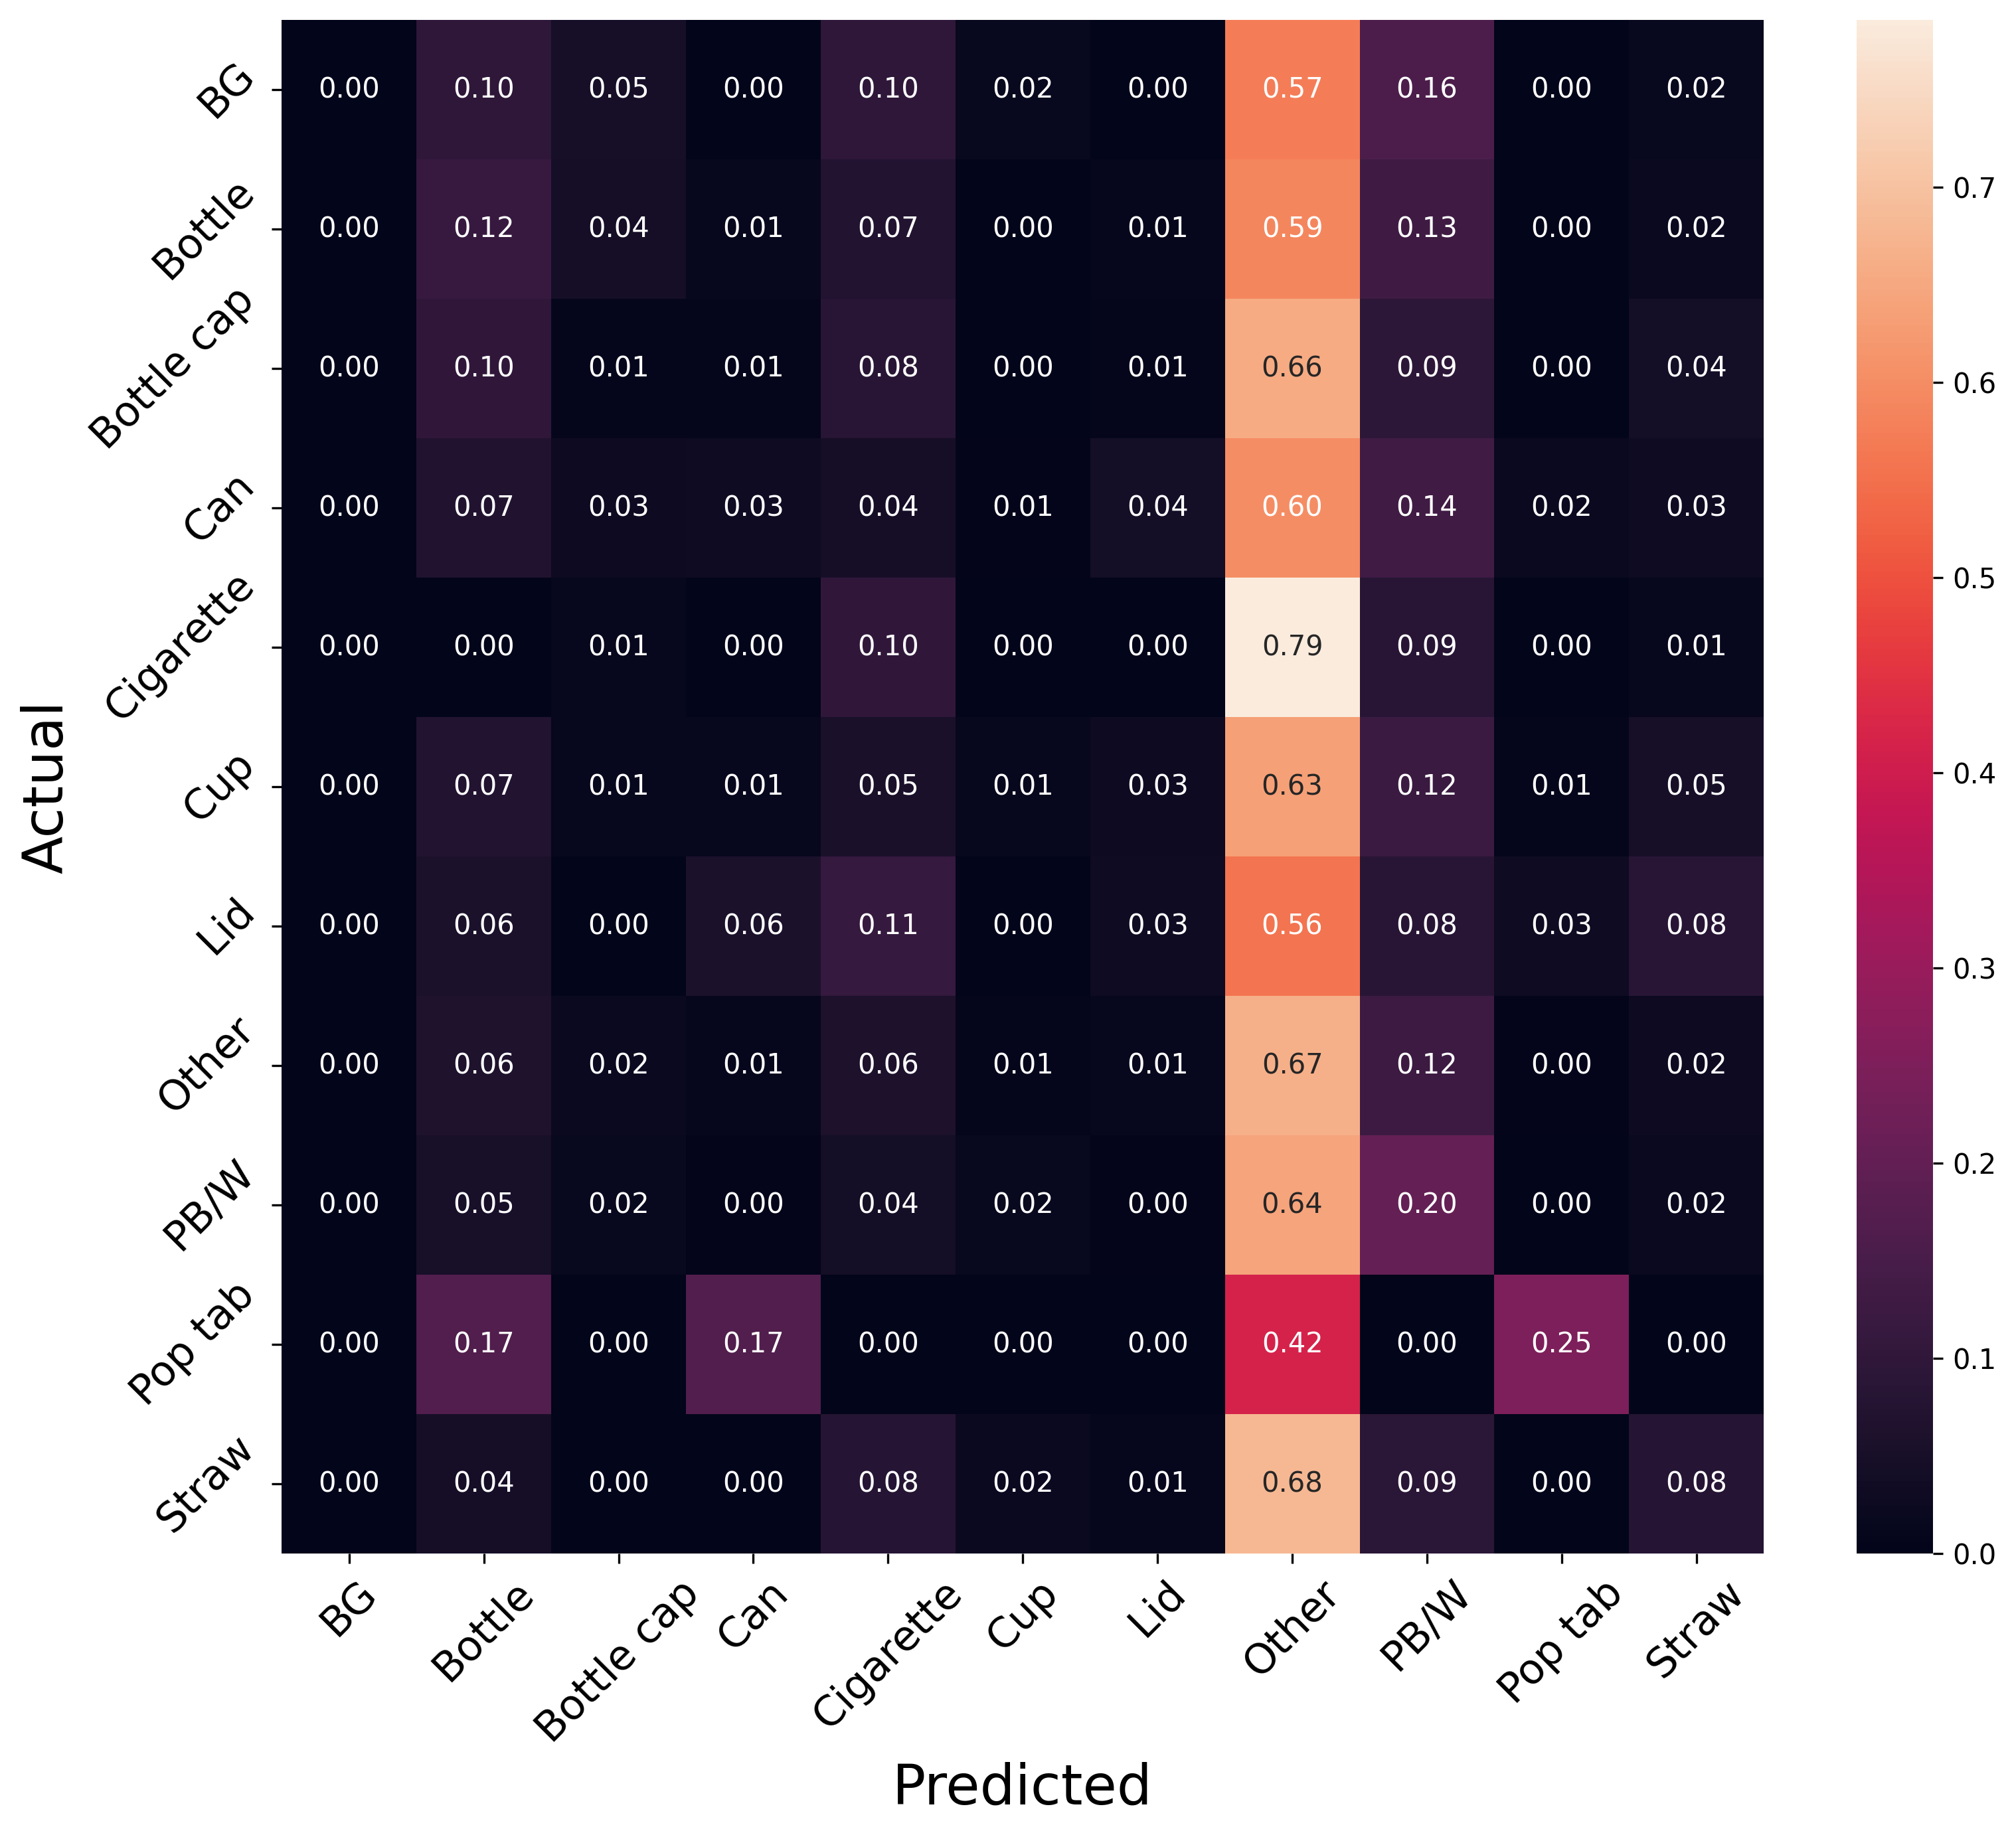 Actual
BG 0.00 0.10 0.05 0.00 0.10 0.02 0.00 0.57 0.16 0.00 0.02
Bottle 0.00 0.12 0.04 0.01 0.07 0.00 0.01 0.59 0.13 0.00 0.02
Bottle cap 0.00 0.10 0.01 0.01 0.08 0.00 0.01 0.66 0.09 0.00 0.04
Can 0.00 0.07 0.03 0.03 0.04 0.01 0.04 0.60 0.14 0.02 0.03
Cigarette 0.00 0.00 0.01 0.00 0.10 0.00 0.00 0.79 0.09 0.00 0.01
Cup 0.00 0.07 0.01 0.01 0.05 0.01 0.03 0.63 0.12 0.01 0.05
Lid 0.00 0.06 0.00 0.06 0.11 0.00 0.03 0.56 0.08 0.03 0.08
Other 0.00 0.06 0.02 0.01 0.06 0.01 0.01 0.67 0.12 0.00 0.02
PB/W 0.00 0.05 0.02 0.00 0.04 0.02 0.00 0.64 0.20 0.00 0.02
Pop tab 0.00 0.17 0.00 0.17 0.00 0.00 0.00 0.42 0.00 0.25 0.00
Straw 0.00 0.04 0.00 0.00 0.08 0.02 0.01 0.68 0.09 0.00 0.08
BG Bottle Bottle cap Can Cigarette Cup Lid Other PB/W Pop tab Straw
Predicted
0.7
0.6
0.5
0.4
0.3
0.2
0.1
0.0